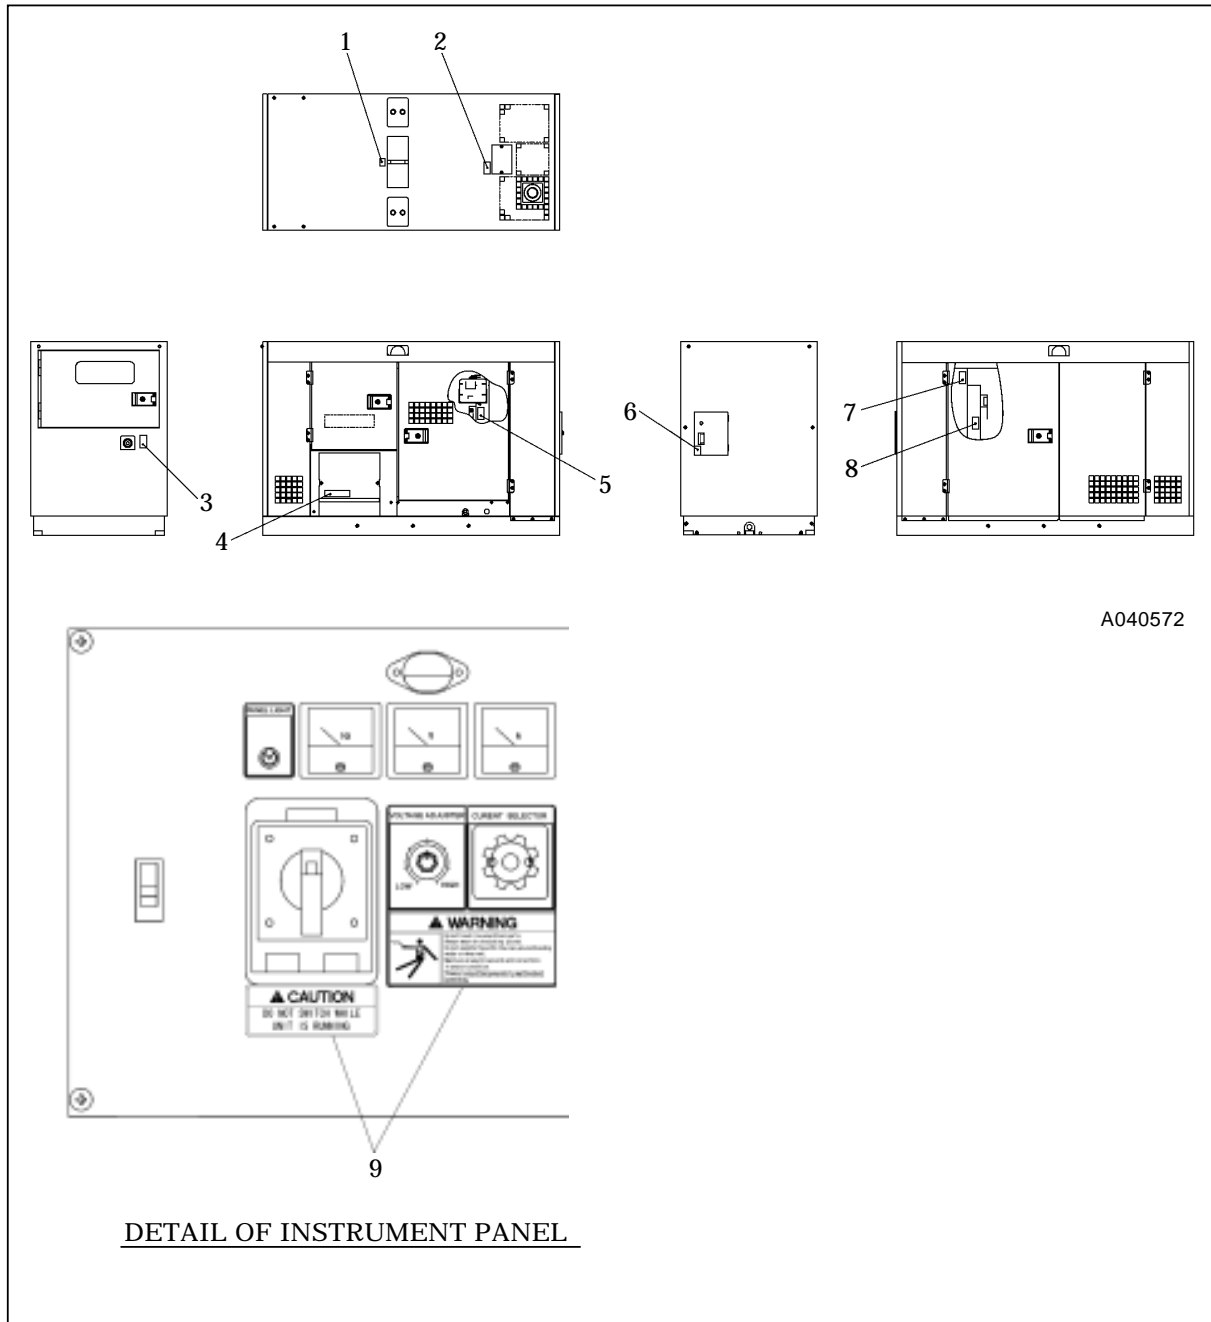 1
2
3
4
5
6
7
8
A040572
PANEL LIGHT
V
A
VOLTAGE ADJUSTER
CURENT SELECTOR
LOW
HIGH
WARNING
CAUTION
DO NOT SWITCH WHILE
UNIT IS RUNNING
9
DETAIL OF INSTRUMENT PANEL